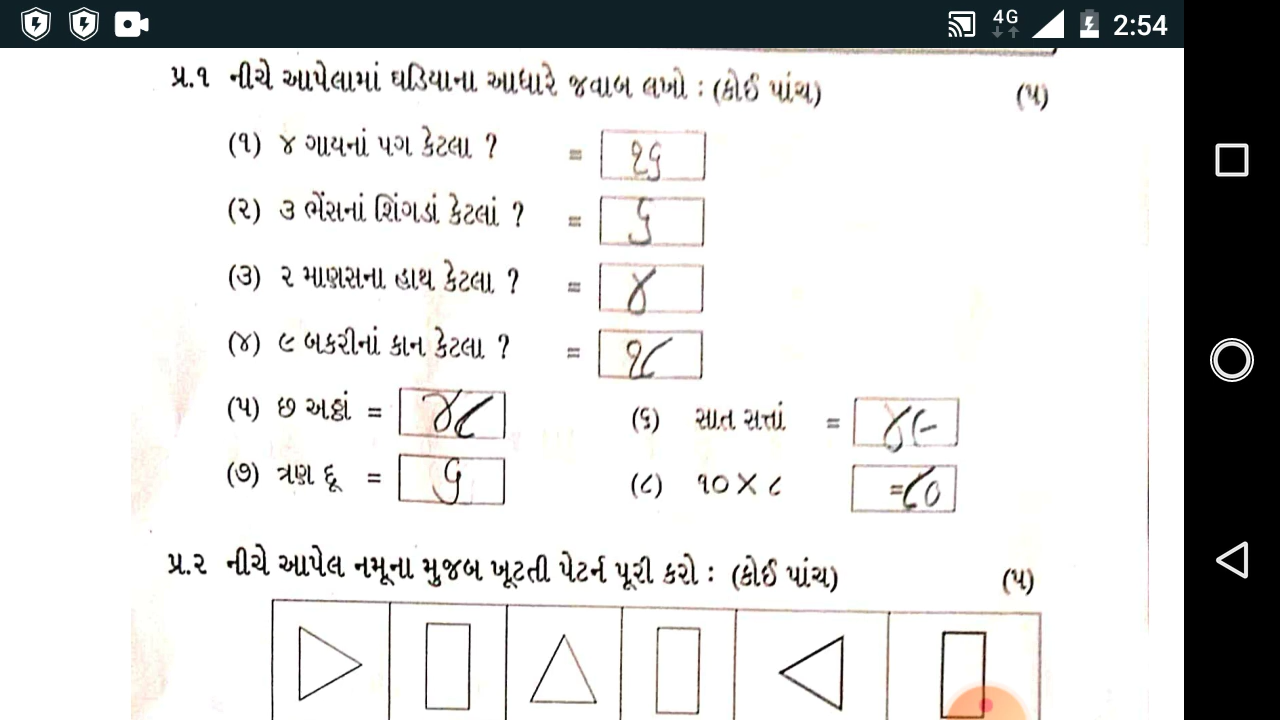 4G 2:54
પ્ર.૧ નીચે આપેલામાં ઘડિયાના આધારે જવાબ લખો : (કોઈ પાંચ) (૫)
(૧) ૪ ગાયનાં પગ કેટલા ? = ૧૬
(૨) ૩ ભેંસનાં શિંગડાં કેટલાં ? = ૬
(૩) ૨ માણસના હાથ કેટલા ? = ૪
(૪) ૯ બકરીનાં કાન કેટલા ? = ૧૮
(૫) છ અઠ્ઠાં = ૪૮ (૬) સાત સત્તાં = ૪૯
(૭) ત્રણ દૂ = ૬ (૮) ૧૦ X ૮ =૮૦
પ્ર.૨ નીચે આપેલ નમૂના મુજબ ખૂટતી પેટર્ન પૂરી કરો : (કોઈ પાંચ) (૫)